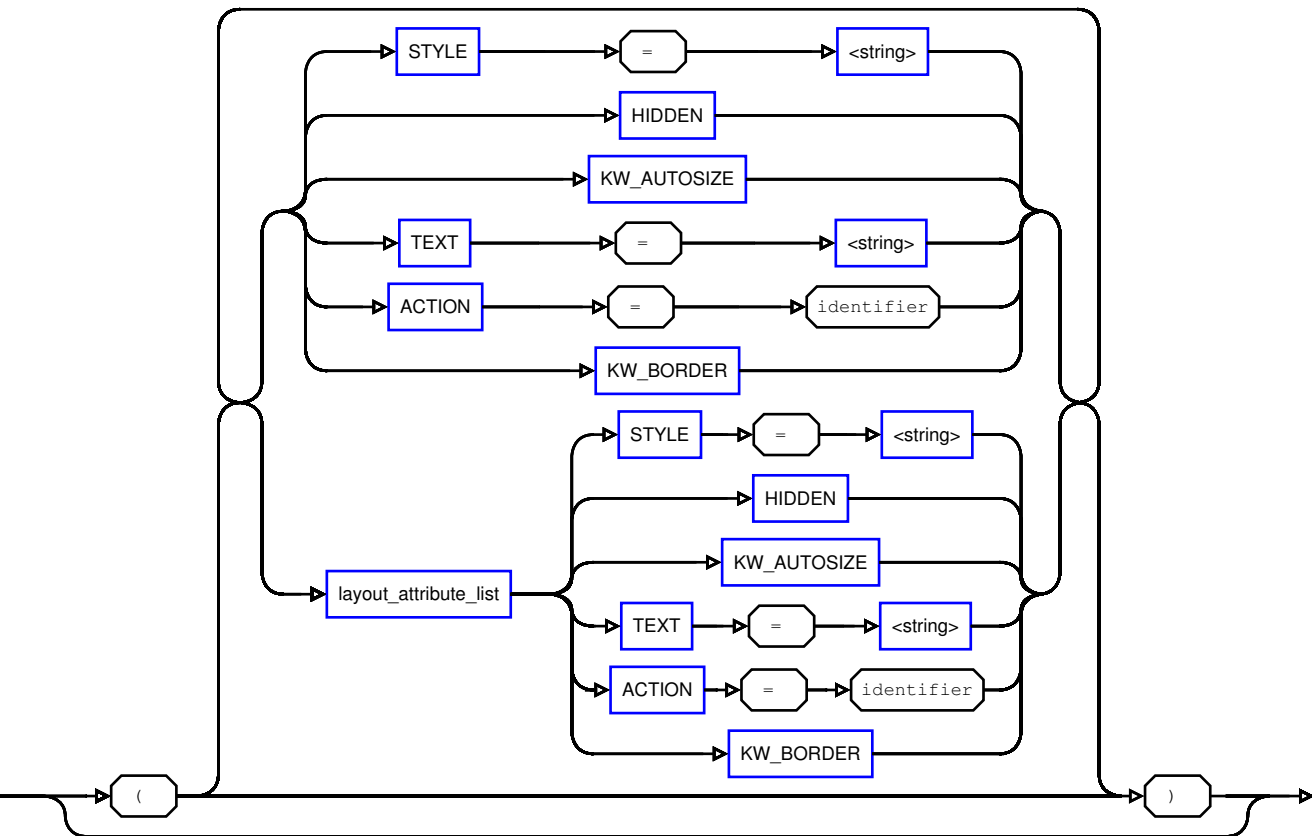 STYLE = <string>
HIDDEN
KW_AUTOSIZE
TEXT = <string>
ACTION = identifier
KW_BORDER
STYLE = <string>
HIDDEN
KW_AUTOSIZE
layout_attribute_list
TEXT = <string>
ACTION = identifier
KW_BORDER
( )